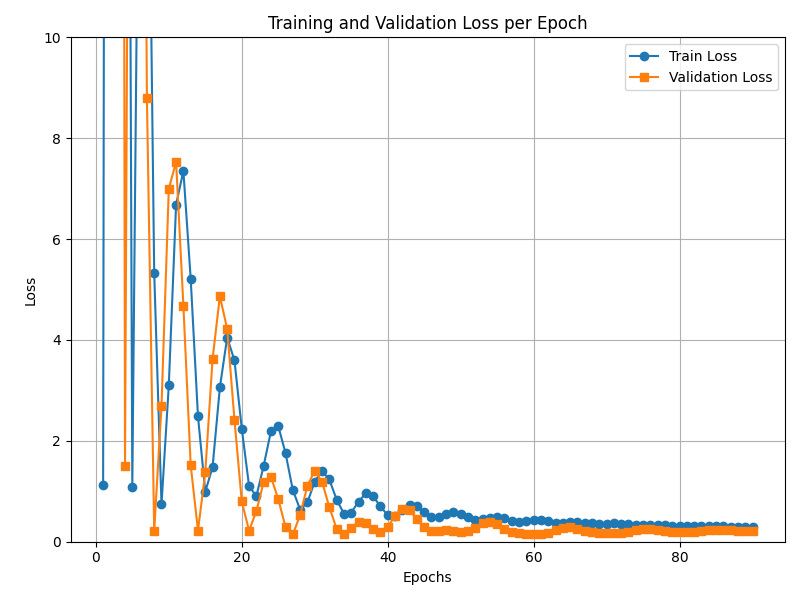 Training and Validation Loss per Epoch
Train Loss
Validation Loss
10
8
6
4
2
0
Loss
0 20 40 60 80
Epochs